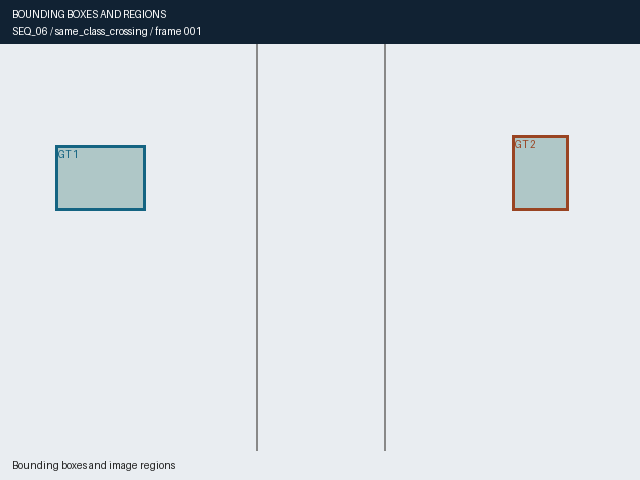 BOUNDING BOXES AND REGIONS
SEQ_06 / same_class_crossing / frame 001
GT1
GT2
Bounding boxes and image regions